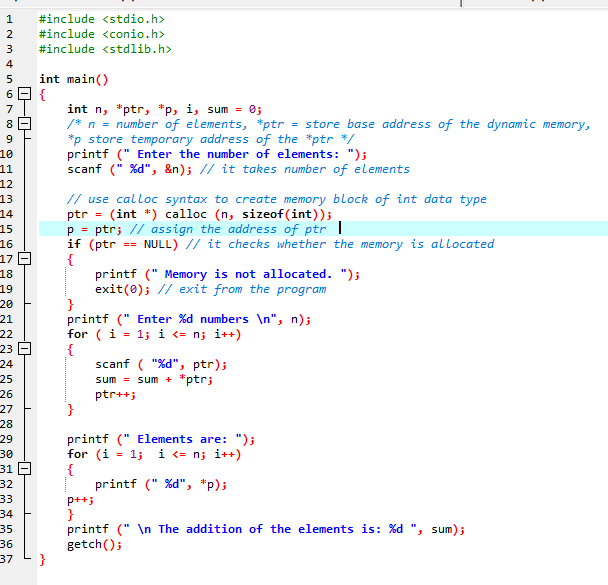 1 #include <stdio.h>
2 #include <conio.h>
3 #include <stdlib.h>
4
5 int main()
6 {
7     int n, *ptr, *p, i, sum = 0;
8     /* n = number of elements, *ptr = store base address of the dynamic memory,
9     *p store temporary address of the *ptr */
10     printf (" Enter the number of elements: ");
11     scanf (" %d", &n); // it takes number of elements
12
13     // use calloc syntax to create memory block of int data type
14     ptr = (int *) calloc (n, sizeof(int));
15     p = ptr; // assign the address of ptr
16     if (ptr == NULL) // it checks whether the memory is allocated
17     {
18         printf (" Memory is not allocated. ");
19         exit(0); // exit from the program
20     }
21     printf (" Enter %d numbers \n", n);
22     for ( i = 1; i <= n; i++)
23     {
24         scanf ( "%d", ptr);
25         sum = sum + *ptr;
26         ptr++;
27     }
28
29     printf (" Elements are: ");
30     for (i = 1;  i <= n; i++)
31     {
32         printf (" %d", *p);
33     p++;
34     }
35     printf (" \n The addition of the elements is: %d ", sum);
36     getch();
37 }